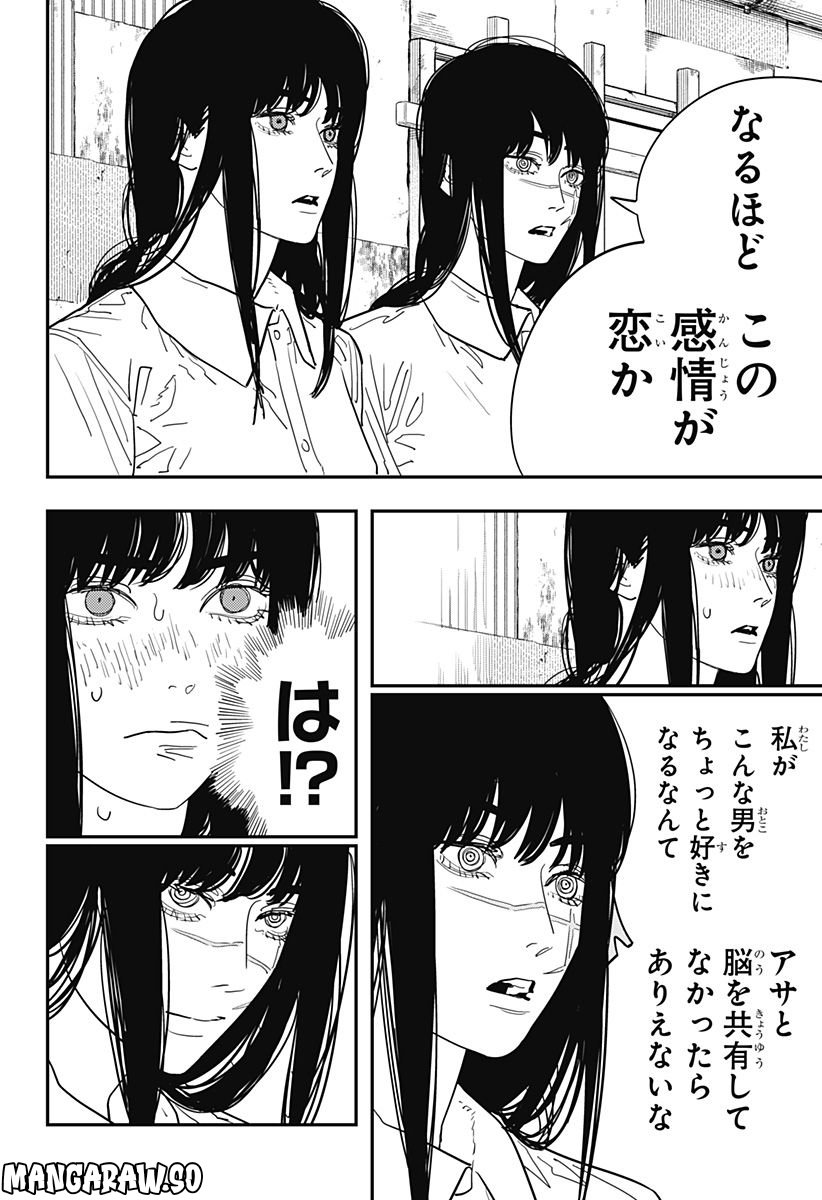 なるほど
この
感情が
恋か
私が
こんな男を
ちょっと好きに
なるなんて
アサと
脳を共有して
なかったら
ありえないな
は!?
MANGARAW.SO